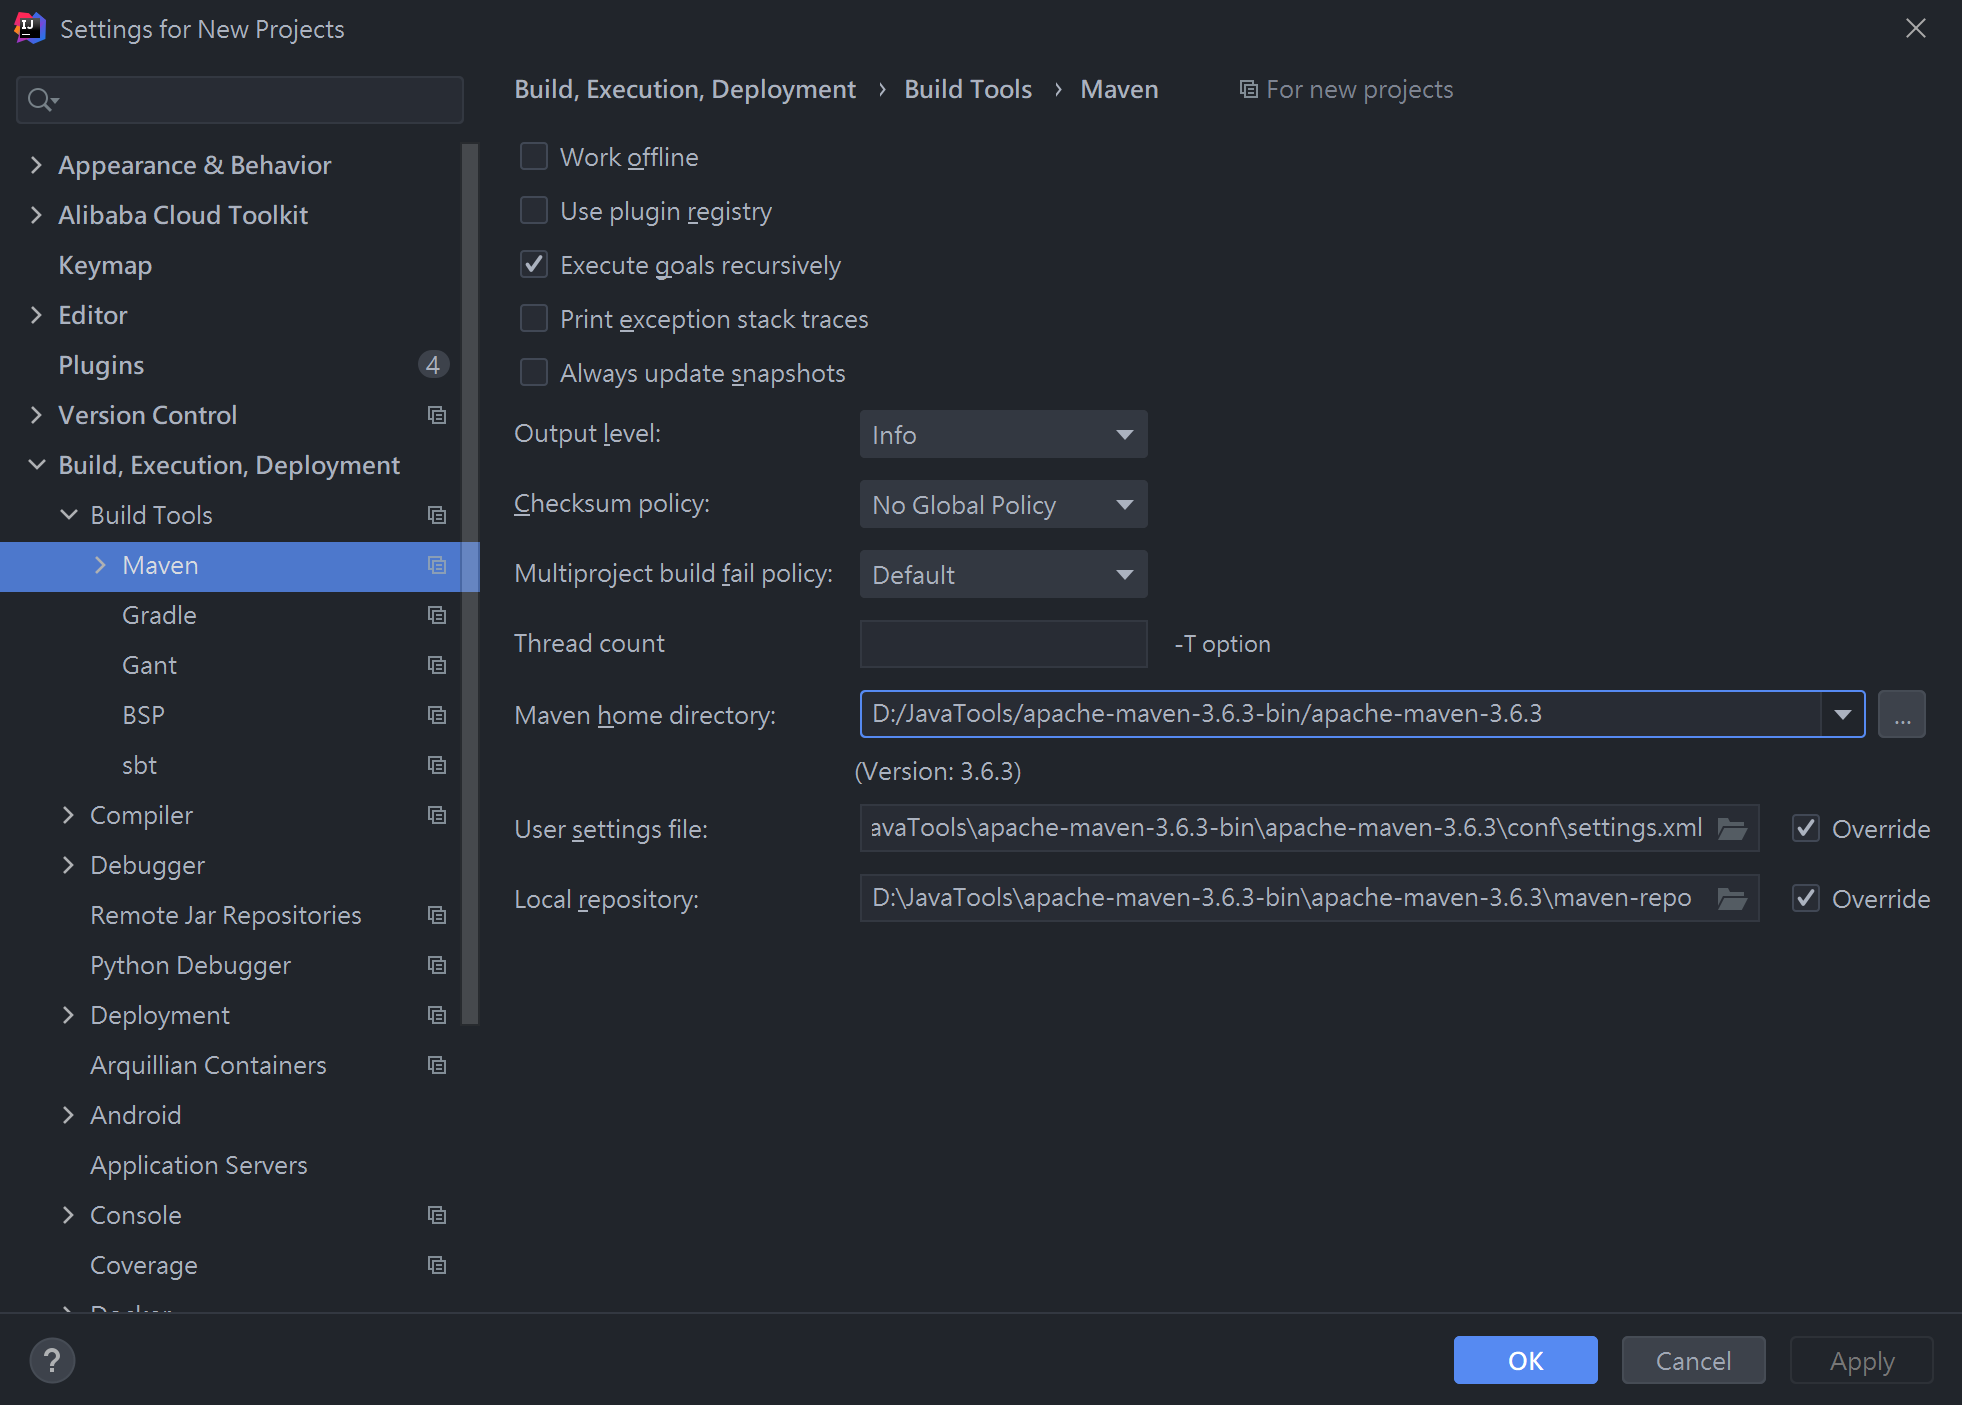 Settings for New Projects
Appearance & Behavior
Alibaba Cloud Toolkit
Keymap
Editor
Plugins 4
Version Control
Build, Execution, Deployment
Build Tools
Maven
Gradle
Gant
BSP
sbt
Compiler
Debugger
Remote Jar Repositories
Python Debugger
Deployment
Arquillian Containers
Android
Application Servers
Console
Coverage
Docker
Build, Execution, Deployment › Build Tools › Maven For new projects
Work offline
Use plugin registry
Execute goals recursively
Print exception stack traces
Always update snapshots
Output level: Info
Checksum policy: No Global Policy
Multiproject build fail policy: Default
Thread count -T option
Maven home directory: D:/JavaTools/apache-maven-3.6.3-bin/apache-maven-3.6.3 ...
(Version: 3.6.3)
User settings file: avaTools\apache-maven-3.6.3-bin\apache-maven-3.6.3\conf\settings.xml Override
Local repository: D:\JavaTools\apache-maven-3.6.3-bin\apache-maven-3.6.3\maven-repo Override
? OK Cancel Apply